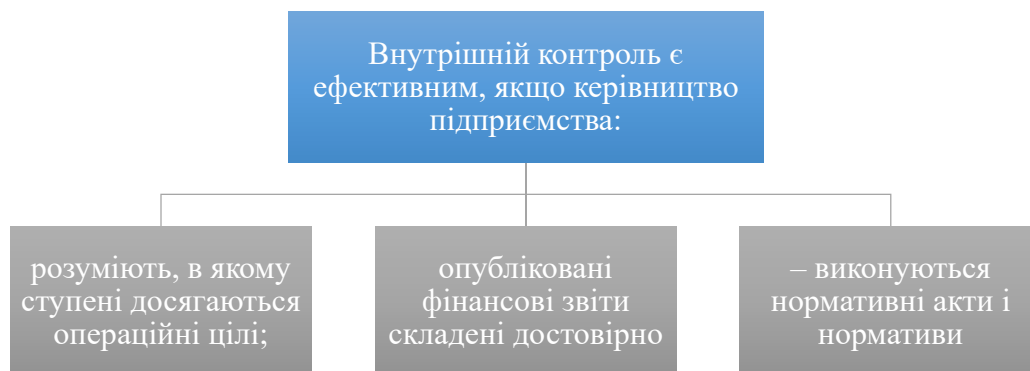 Внутрішній контроль є
ефективним, якщо керівництво
підприємства:
розуміють, в якому
ступені досягаються
операційні цілі;
опубліковані
фінансові звіти
складені достовірно
– виконуються
нормативні акти і
нормативи